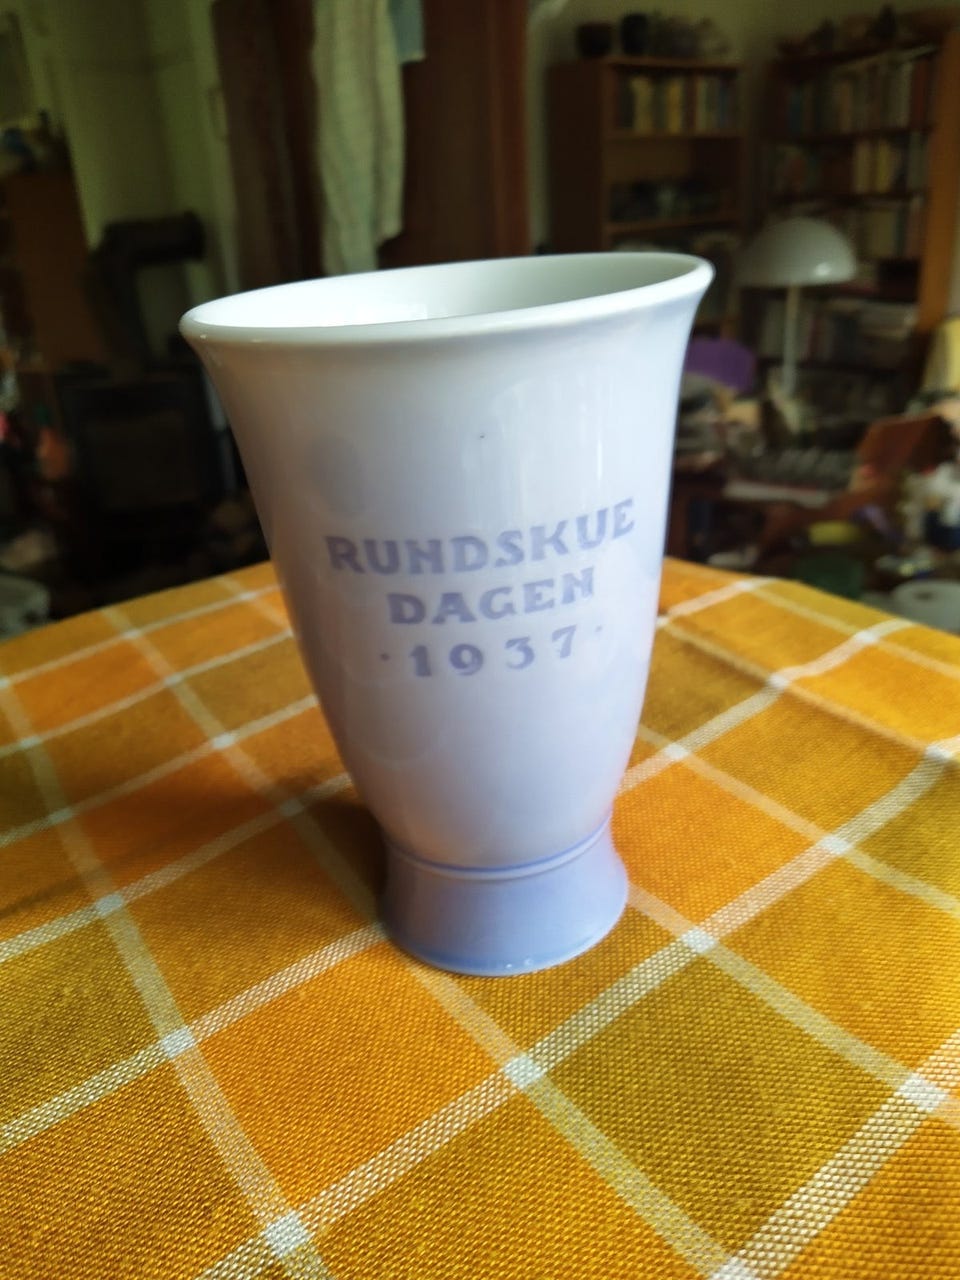 RUNDSKUE
DAGEN
· 1937 ·